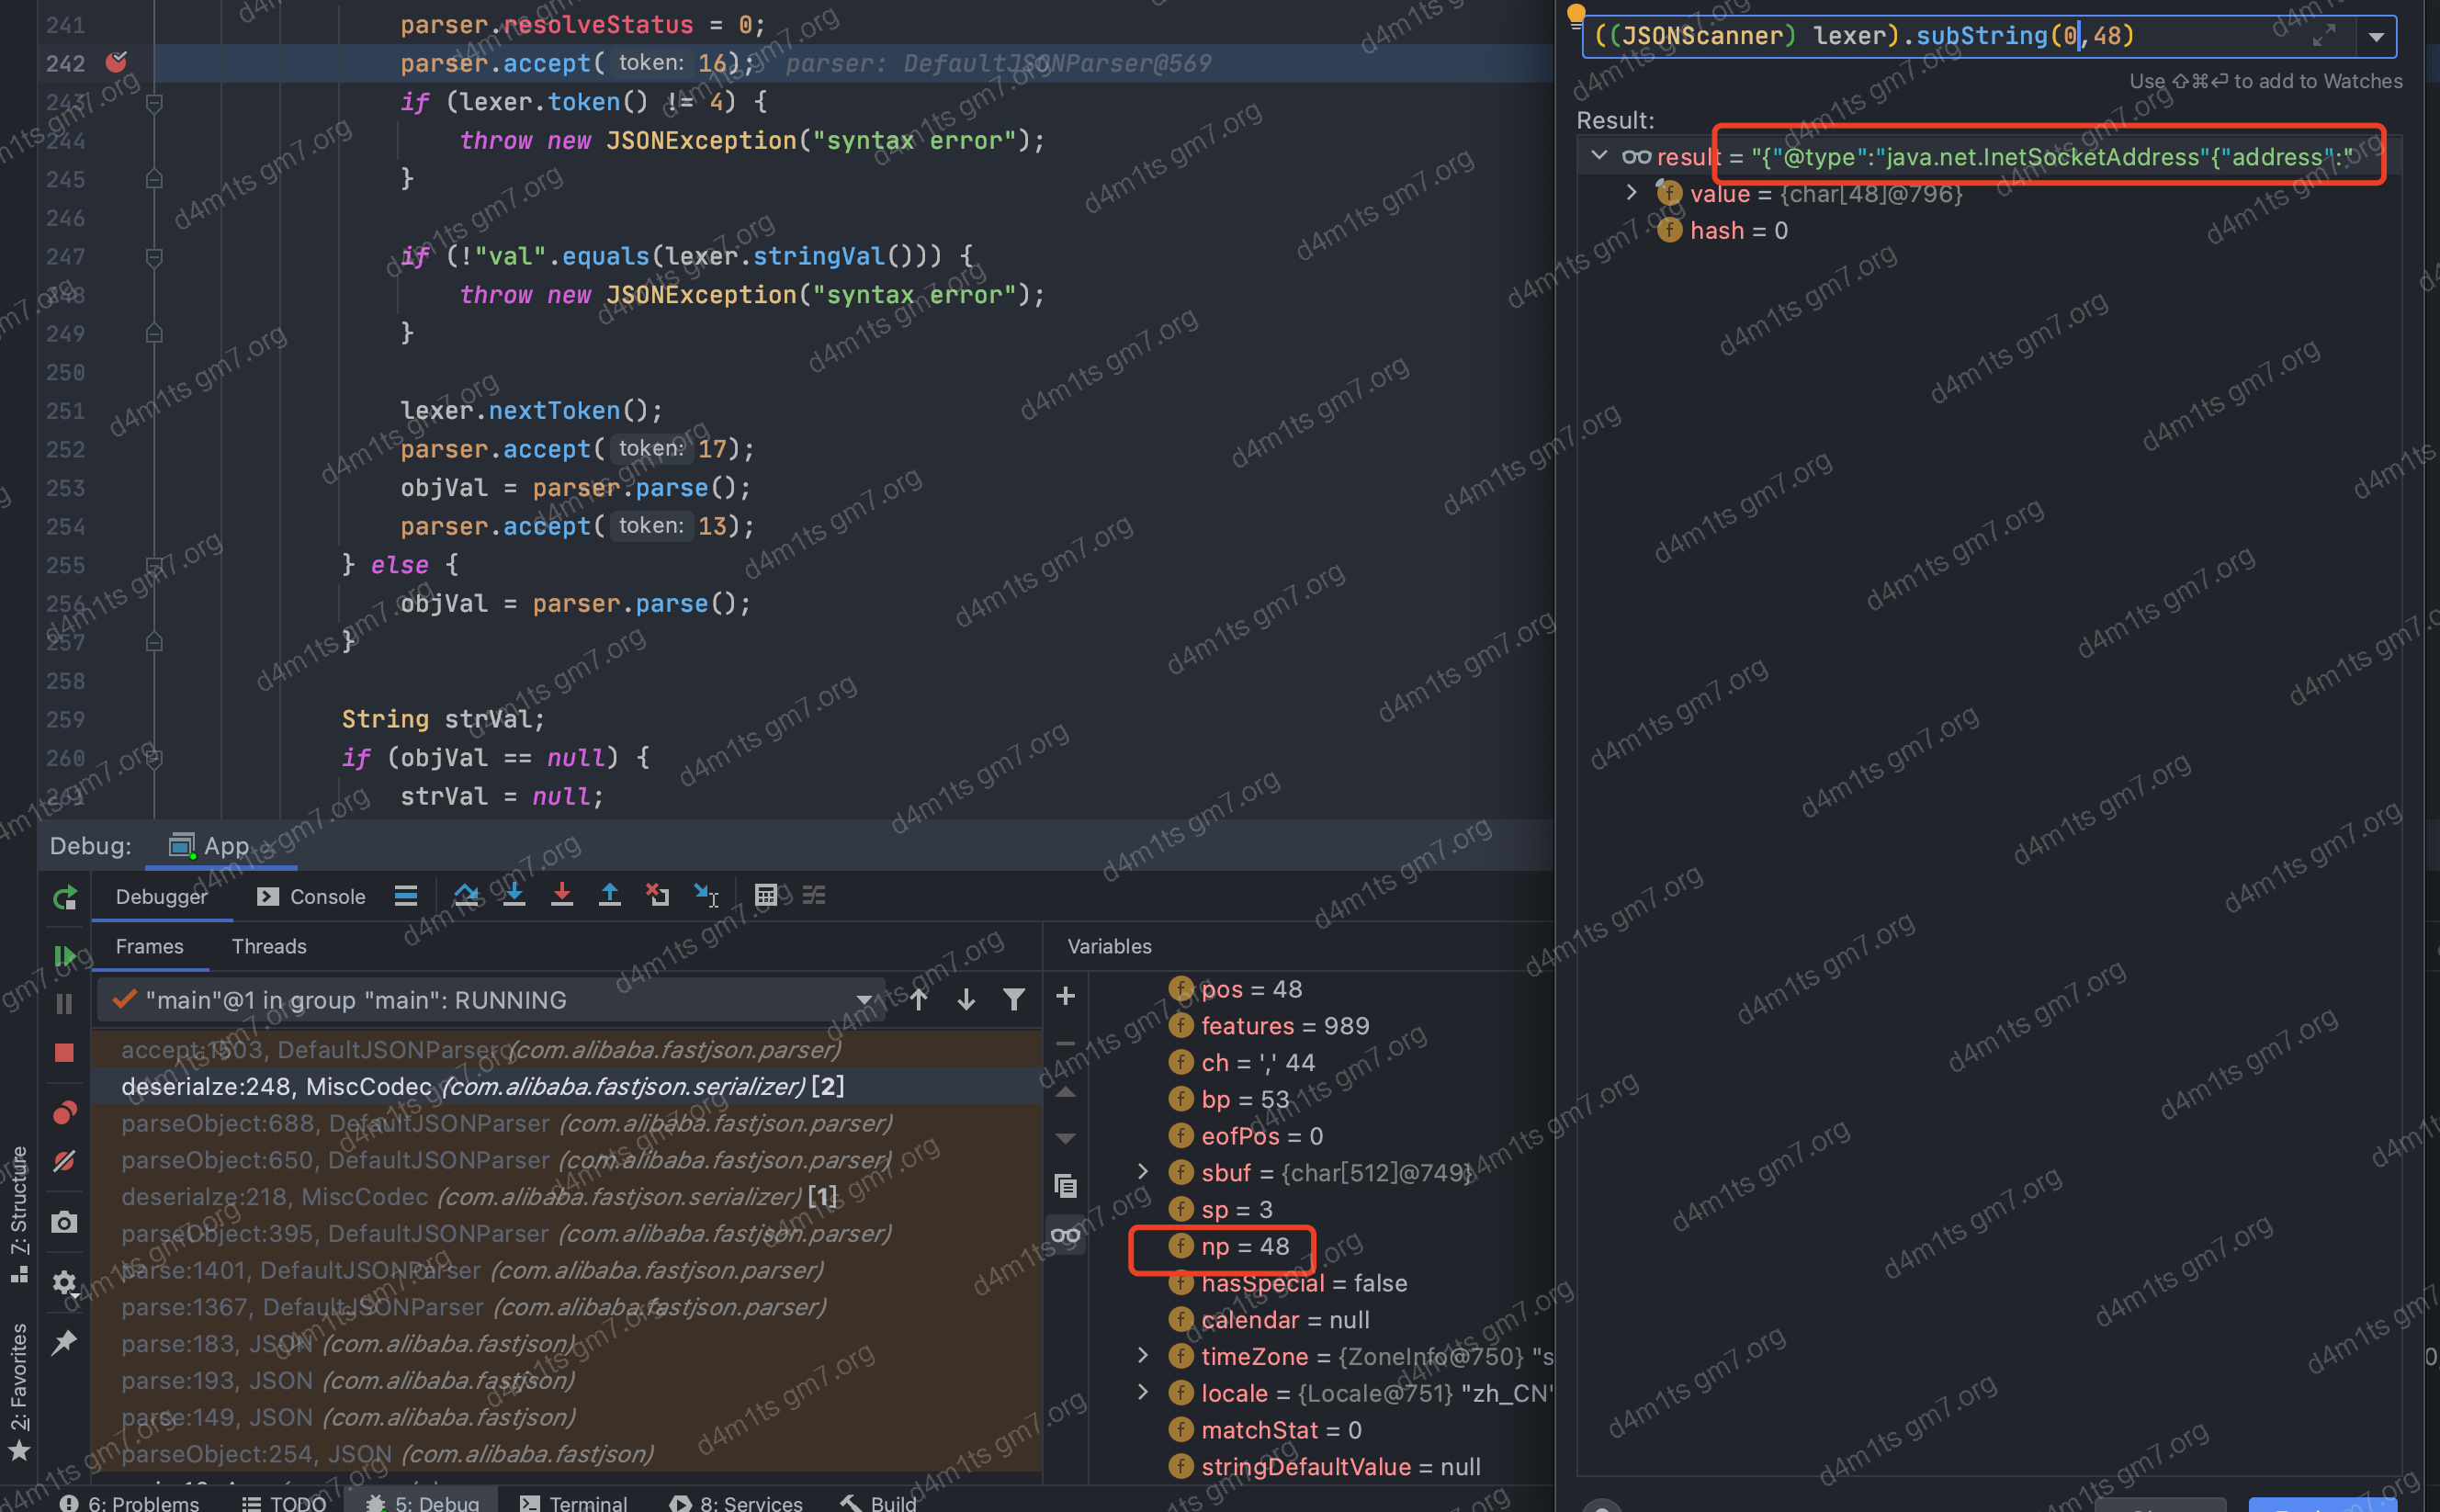 241 parser.resolveStatus = 0;
242 parser.accept( token: 16); parser: DefaultJSONParser@569
243 if (lexer.token() != 4) {
244 throw new JSONException("syntax error");
245 }
246
247 if (!"val".equals(lexer.stringVal())) {
248 throw new JSONException("syntax error");
249 }
250
251 lexer.nextToken();
252 parser.accept( token: 17);
253 objVal = parser.parse();
254 parser.accept( token: 13);
255 } else {
256 objVal = parser.parse();
257 }
258
259 String strVal;
260 if (objVal == null) {
261 strVal = null;
((JSONScanner) lexer).subString(0,48)
Use ⇧⌘⏎ to add to Watches
Result:
result = "{"@type":"java.net.InetSocketAddress"{"address":"
value = {char[48]@796}
hash = 0
Debug: App
Debugger Console
Frames Threads
"main"@1 in group "main": RUNNING
accept:1503, DefaultJSONParser (com.alibaba.fastjson.parser)
deserialze:248, MiscCodec (com.alibaba.fastjson.serializer) [2]
parseObject:688, DefaultJSONParser (com.alibaba.fastjson.parser)
parseObject:650, DefaultJSONParser (com.alibaba.fastjson.parser)
deserialze:218, MiscCodec (com.alibaba.fastjson.serializer) [1]
parseObject:395, DefaultJSONParser (com.alibaba.fastjson.parser)
parse:1401, DefaultJSONParser (com.alibaba.fastjson.parser)
parse:1367, DefaultJSONParser (com.alibaba.fastjson.parser)
parse:183, JSON (com.alibaba.fastjson)
parse:193, JSON (com.alibaba.fastjson)
parse:149, JSON (com.alibaba.fastjson)
parseObject:254, JSON (com.alibaba.fastjson)
Variables
pos = 48
features = 989
ch = ',' 44
bp = 53
eofPos = 0
sbuf = {char[512]@749}
sp = 3
np = 48
hasSpecial = false
calendar = null
timeZone = {ZoneInfo@750} "s
locale = {Locale@751} "zh_CN"
matchStat = 0
stringDefaultValue = null
7: Structure
2: Favorites
6: Problems TODO 5: Debug Terminal 8: Services Build
d4m1ts gm7.org